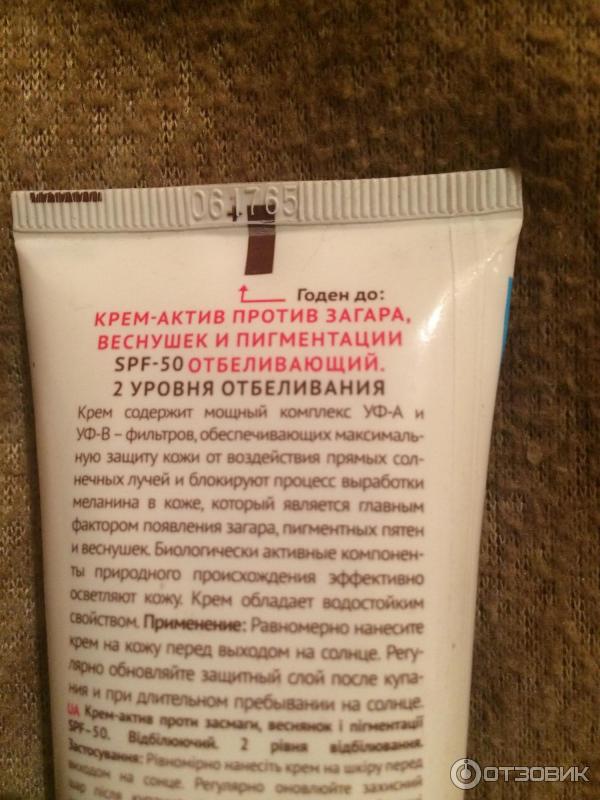 061765
Годен до:
КРЕМ-АКТИВ ПРОТИВ ЗАГАРА,
ВЕСНУШЕК И ПИГМЕНТАЦИИ
SPF-50 ОТБЕЛИВАЮЩИЙ.
2 УРОВНЯ ОТБЕЛИВАНИЯ
Крем содержит мощный комплекс УФ-А и
УФ-В – фильтров, обеспечивающих максималь-
ную защиту кожи от воздействия прямых сол-
нечных лучей и блокируют процесс выработки
меланина в коже, который является главным
фактором появления загара, пигментных пятен
и веснушек. Биологически активные компонен-
ты природного происхождения эффективно
осветляют кожу. Крем обладает водостойким
свойством. Применение: Равномерно нанесите
крем на кожу перед выходом на солнце. Регу-
лярно обновляйте защитный слой после купа-
ния и при длительном пребывании на солнце.
UA Крем-актив проти засмаги, веснянок і пігментації
SPF-50. Відбілюючий. 2 рівня відбілювання.
Застосування: Рівномірно нанесіть крем на шкіру перед
виходом на сонце. Регулярно оновлюйте захисний
шар після
ОТЗОВИК